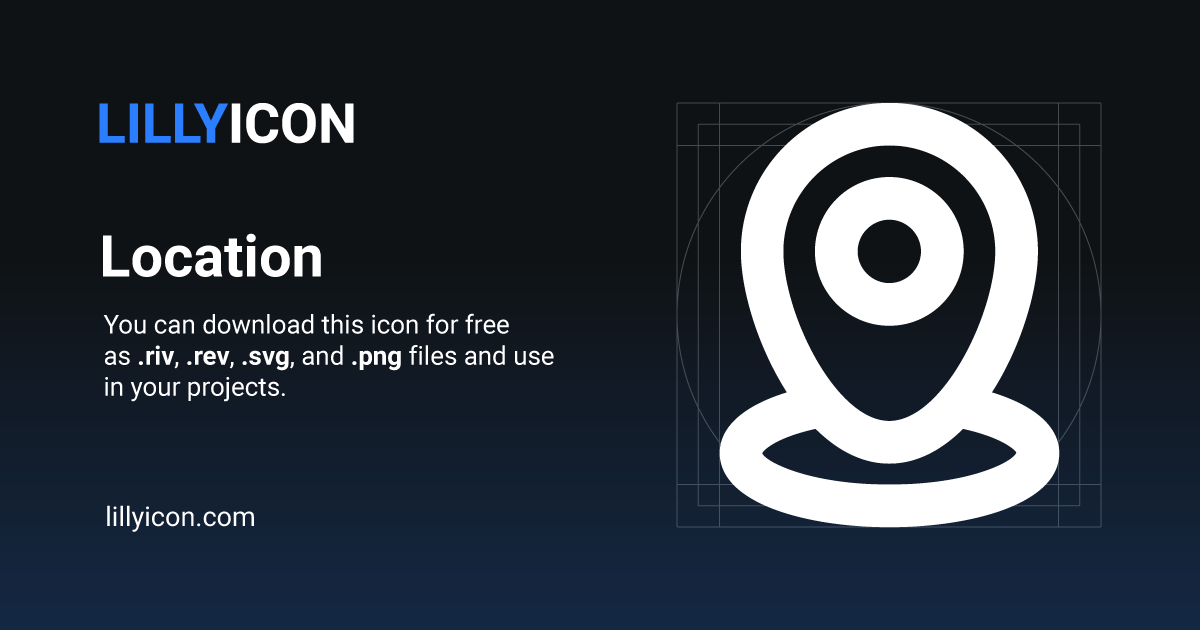 LILLYICON
Location
You can download this icon for free
as .riv, .rev, .svg, and .png files and use
in your projects.
lillyicon.com